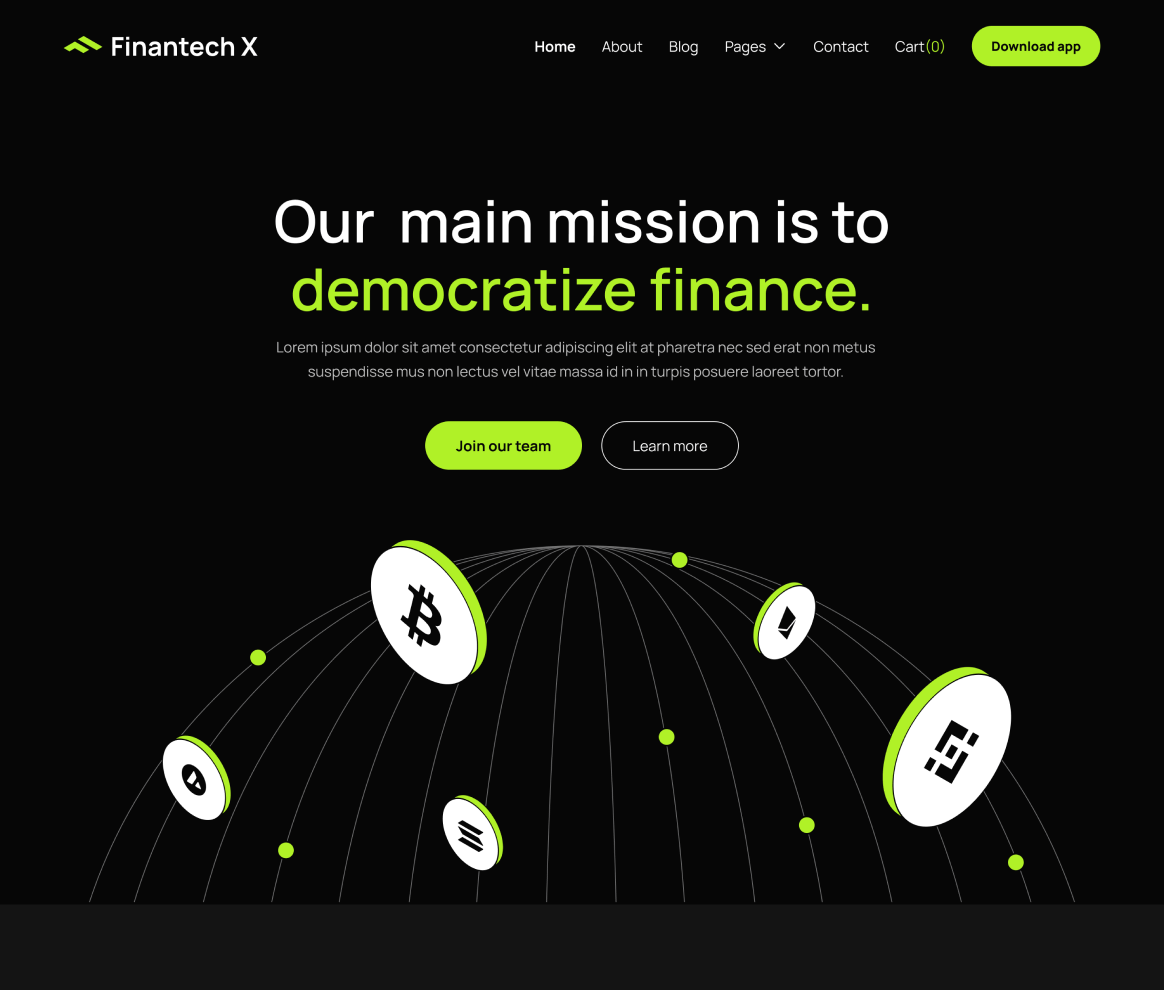 Finantech X
Home About Blog Pages Contact Cart(0) Download app
Our main mission is to
democratize finance.
Lorem ipsum dolor sit amet consectetur adipiscing elit at pharetra nec sed erat non metus
suspendisse mus non lectus vel vitae massa id in in turpis posuere laoreet tortor.
Join our team Learn more